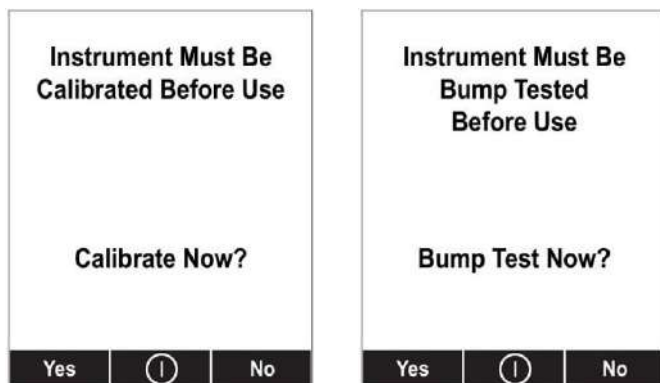 Instrument Must Be
Calibrated Before Use
Calibrate Now?
Yes No
Instrument Must Be
Bump Tested
Before Use
Bump Test Now?
Yes No